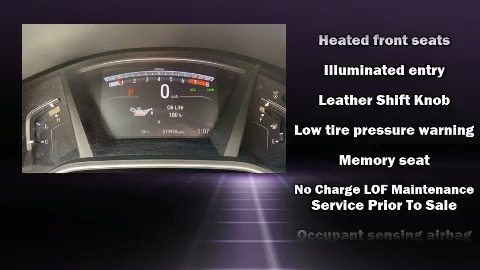 Heated front seats
Illuminated entry
Leather Shift Knob
Low tire pressure warning
Memory seat
No Charge LOF Maintenance
Service Prior To Sale
Occupant sensing airbag
P
0
Oil Life
100%
1:07